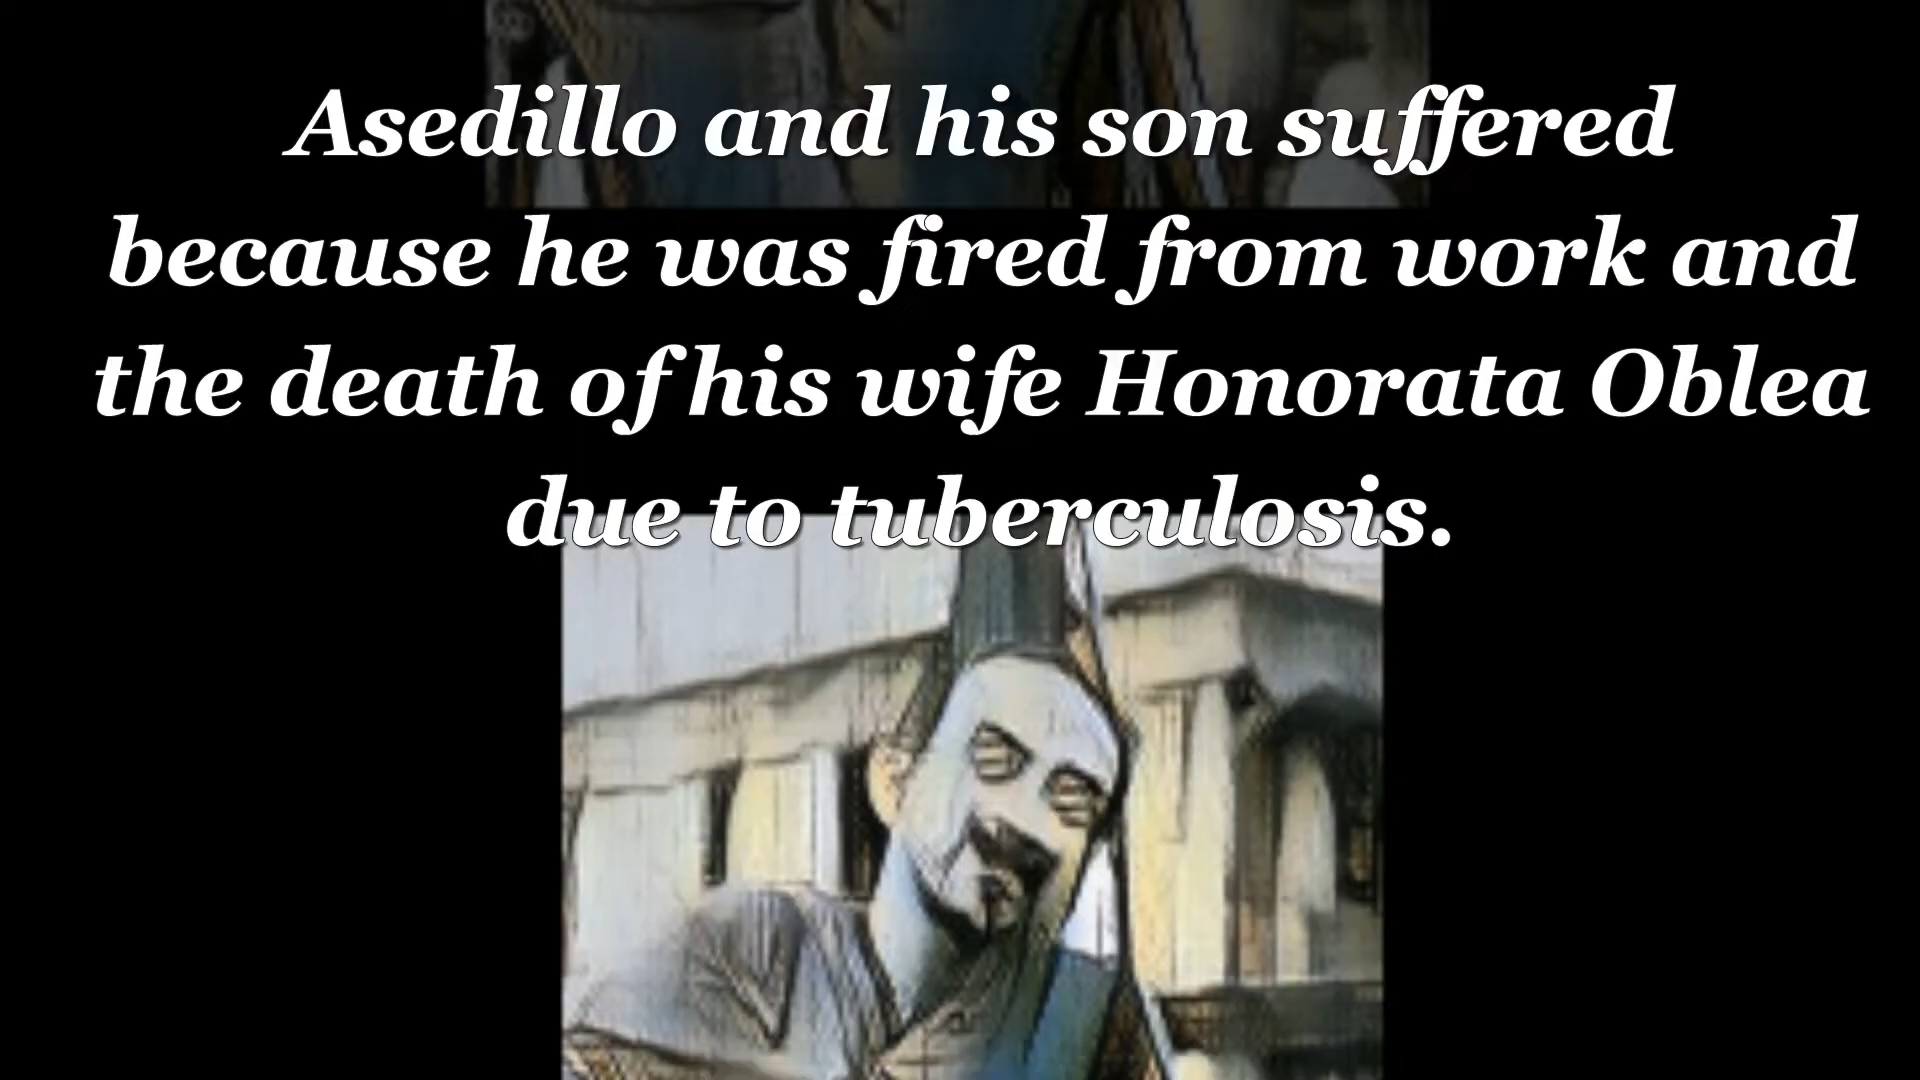 Asedillo and his son suffered
because he was fired from work and
the death of his wife Honorata Oblea
due to tuberculosis.